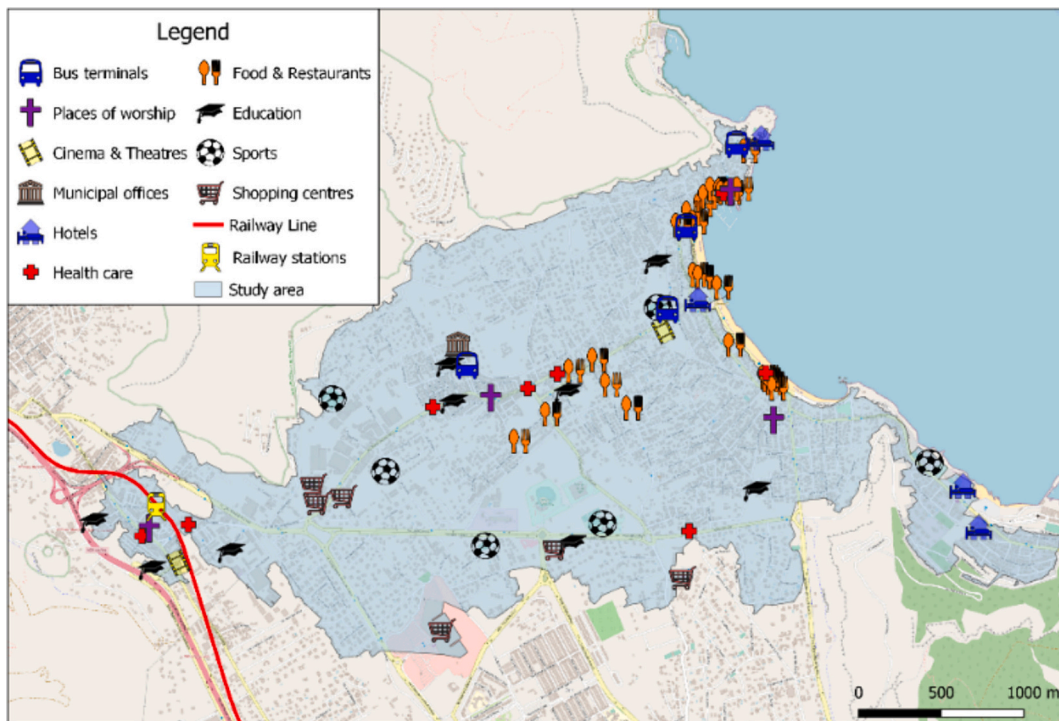 Legend
Bus terminals
Food & Restaurants
Places of worship
Education
Cinema & Theatres
Sports
Municipal offices
Shopping centres
Hotels
Railway Line
Health care
Railway stations
Study area
0 500 1000 m